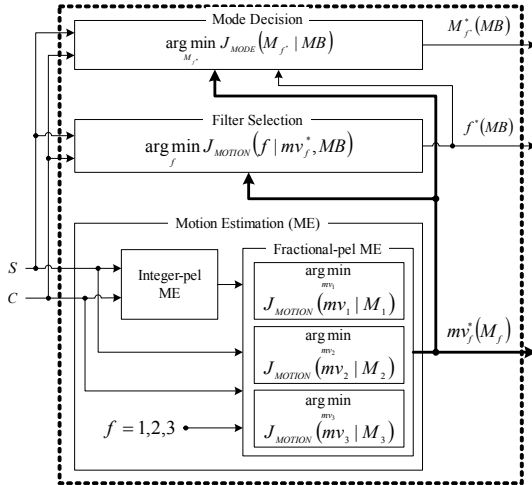 Mode Decision
arg min J_MODE(M_f* | MB)
M_f*
M*_f*(MB)
Filter Selection
arg min J_MOTION(f | mv*_f, MB)
f
f*(MB)
Motion Estimation (ME)
Fractional-pel ME
S
C
Integer-pel
ME
arg min
mv_1
J_MOTION(mv_1 | M_1)
arg min
mv_2
J_MOTION(mv_2 | M_2)
mv*_f(M_f)
f = 1,2,3
arg min
mv_3
J_MOTION(mv_3 | M_3)